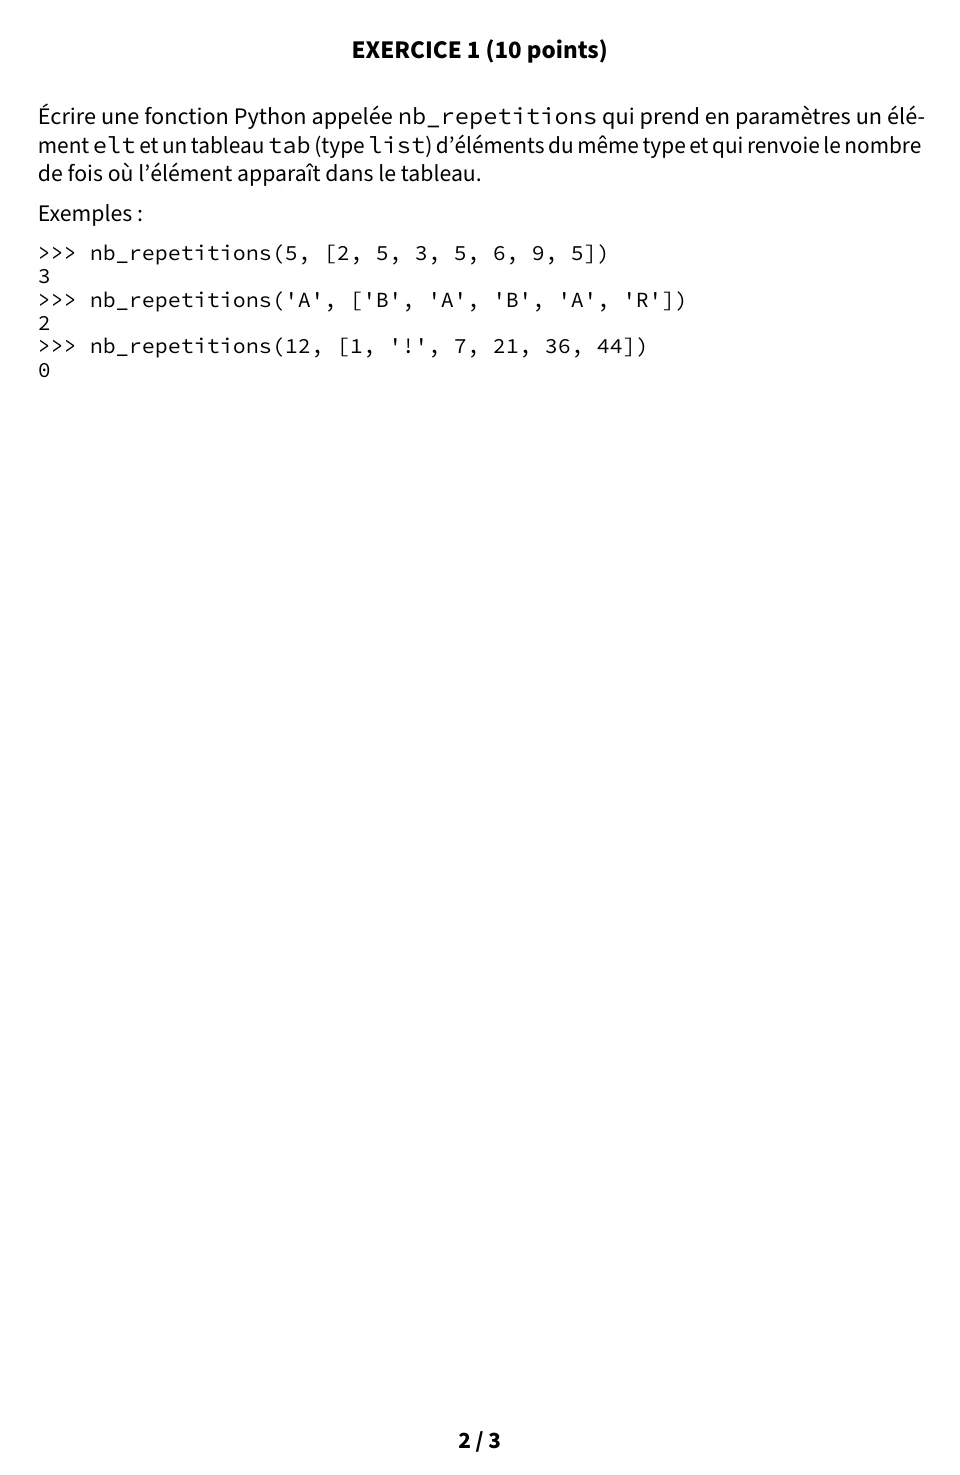 EXERCICE 1 (10 points)
Écrire une fonction Python appelée nb_repetitions qui prend en paramètres un élé-
ment elt et un tableau tab (type list) d’éléments du même type et qui renvoie le nombre
de fois où l’élément apparaît dans le tableau.
Exemples :
>>> nb_repetitions(5, [2, 5, 3, 5, 6, 9, 5])
3
>>> nb_repetitions('A', ['B', 'A', 'B', 'A', 'R'])
2
>>> nb_repetitions(12, [1, '!', 7, 21, 36, 44])
0
2 / 3